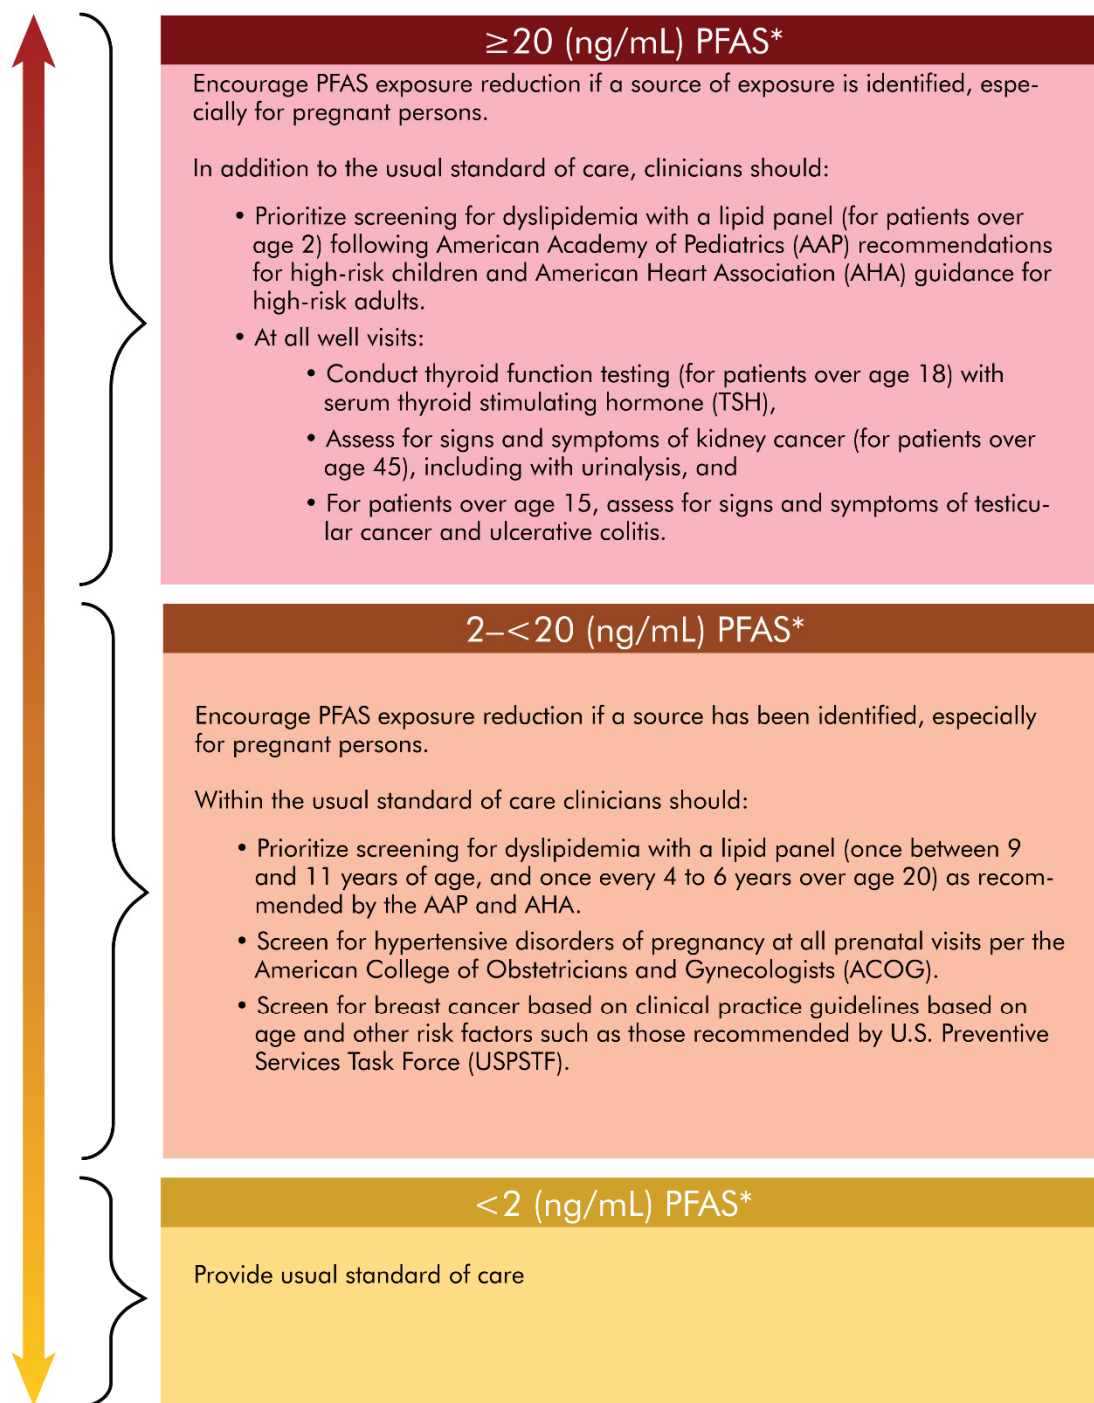 ≥20 (ng/mL) PFAS*
Encourage PFAS exposure reduction if a source of exposure is identified, espe-
cially for pregnant persons.
In addition to the usual standard of care, clinicians should:
• Prioritize screening for dyslipidemia with a lipid panel (for patients over
age 2) following American Academy of Pediatrics (AAP) recommendations
for high-risk children and American Heart Association (AHA) guidance for
high-risk adults.
• At all well visits:
• Conduct thyroid function testing (for patients over age 18) with
serum thyroid stimulating hormone (TSH),
• Assess for signs and symptoms of kidney cancer (for patients over
age 45), including with urinalysis, and
• For patients over age 15, assess for signs and symptoms of testicu-
lar cancer and ulcerative colitis.
2–<20 (ng/mL) PFAS*
Encourage PFAS exposure reduction if a source has been identified, especially
for pregnant persons.
Within the usual standard of care clinicians should:
• Prioritize screening for dyslipidemia with a lipid panel (once between 9
and 11 years of age, and once every 4 to 6 years over age 20) as recom-
mended by the AAP and AHA.
• Screen for hypertensive disorders of pregnancy at all prenatal visits per the
American College of Obstetricians and Gynecologists (ACOG).
• Screen for breast cancer based on clinical practice guidelines based on
age and other risk factors such as those recommended by U.S. Preventive
Services Task Force (USPSTF).
<2 (ng/mL) PFAS*
Provide usual standard of care